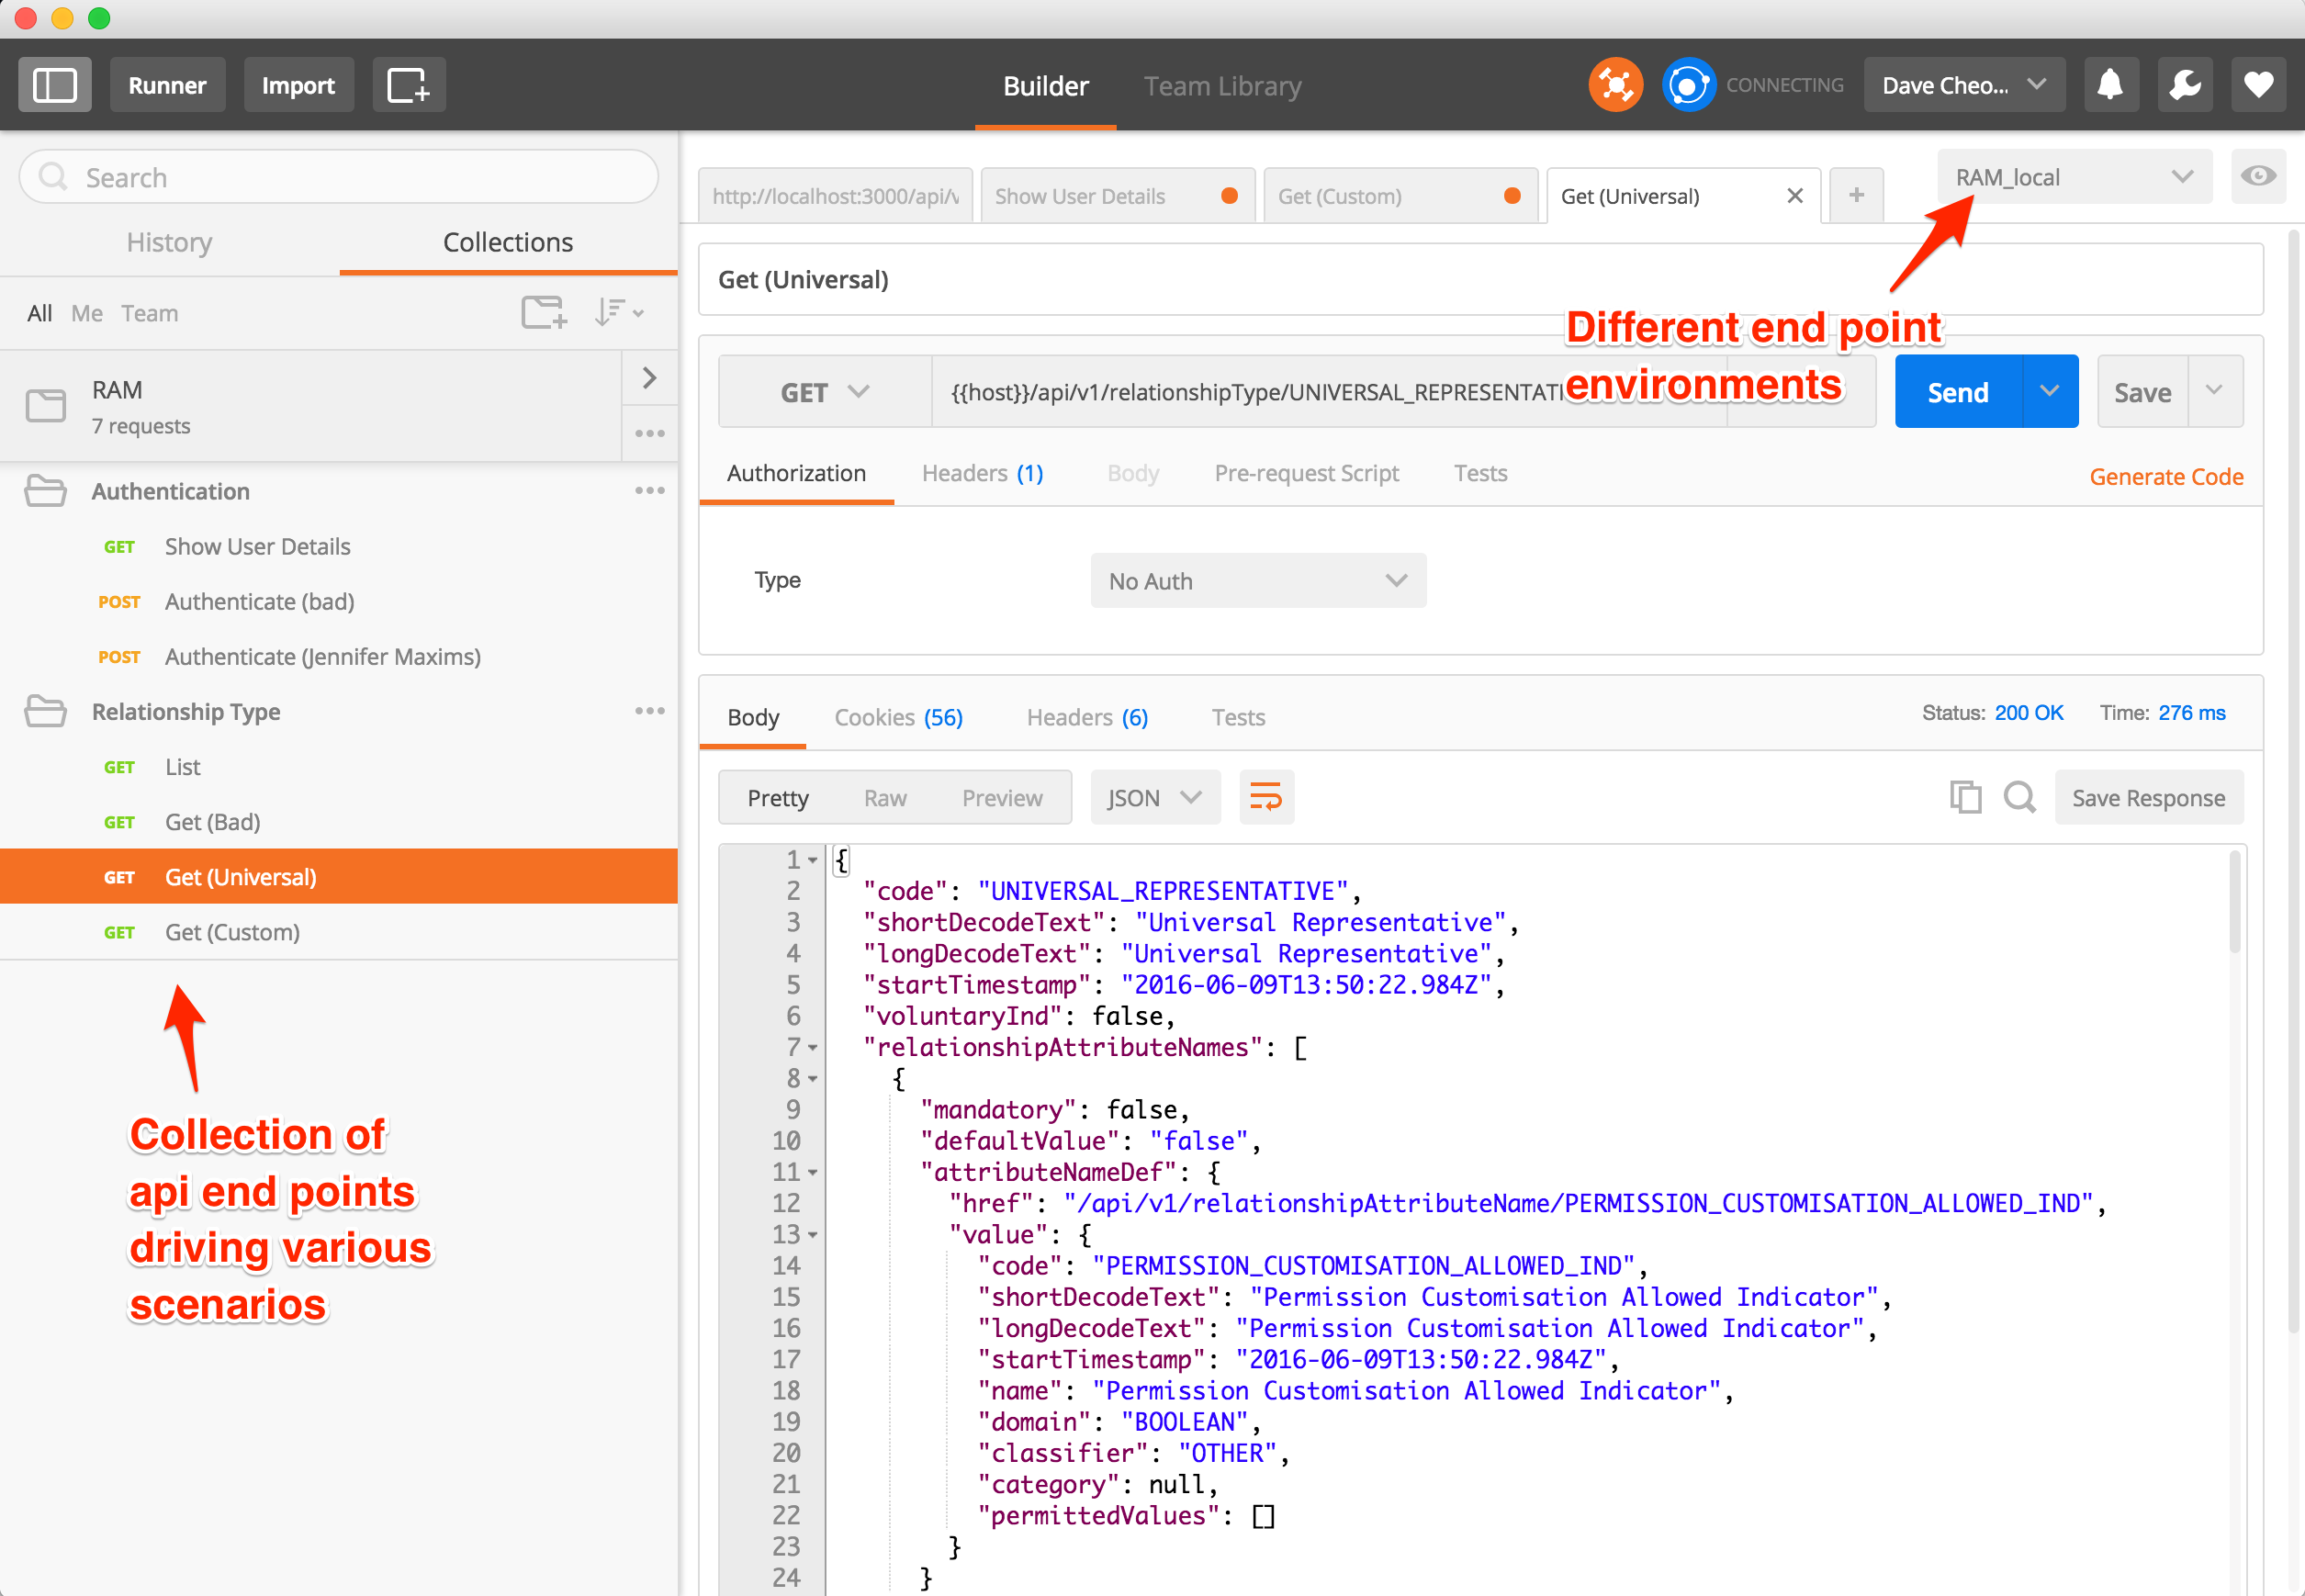 Runner Import Builder Team Library CONNECTING Dave Cheo...
Search
History Collections
All Me Team
RAM
7 requests
Authentication
GET Show User Details
POST Authenticate (bad)
POST Authenticate (Jennifer Maxims)
Relationship Type
GET List
GET Get (Bad)
GET Get (Universal)
GET Get (Custom)
Collection of
api end points
driving various
scenarios
http://localhost:3000/api/v Show User Details Get (Custom) Get (Universal) RAM_local
Get (Universal)
Different end point
environments
GET {{host}}/api/v1/relationshipType/UNIVERSAL_REPRESENTATI Send Save
Authorization Headers (1) Body Pre-request Script Tests Generate Code
Type No Auth
Body Cookies (56) Headers (6) Tests Status: 200 OK Time: 276 ms
Pretty Raw Preview JSON Save Response
1 {
2 "code": "UNIVERSAL_REPRESENTATIVE",
3 "shortDecodeText": "Universal Representative",
4 "longDecodeText": "Universal Representative",
5 "startTimestamp": "2016-06-09T13:50:22.984Z",
6 "voluntaryInd": false,
7 "relationshipAttributeNames": [
8 {
9 "mandatory": false,
10 "defaultValue": "false",
11 "attributeNameDef": {
12 "href": "/api/v1/relationshipAttributeName/PERMISSION_CUSTOMISATION_ALLOWED_IND",
13 "value": {
14 "code": "PERMISSION_CUSTOMISATION_ALLOWED_IND",
15 "shortDecodeText": "Permission Customisation Allowed Indicator",
16 "longDecodeText": "Permission Customisation Allowed Indicator",
17 "startTimestamp": "2016-06-09T13:50:22.984Z",
18 "name": "Permission Customisation Allowed Indicator",
19 "domain": "BOOLEAN",
20 "classifier": "OTHER",
21 "category": null,
22 "permittedValues": []
23 }
24 }